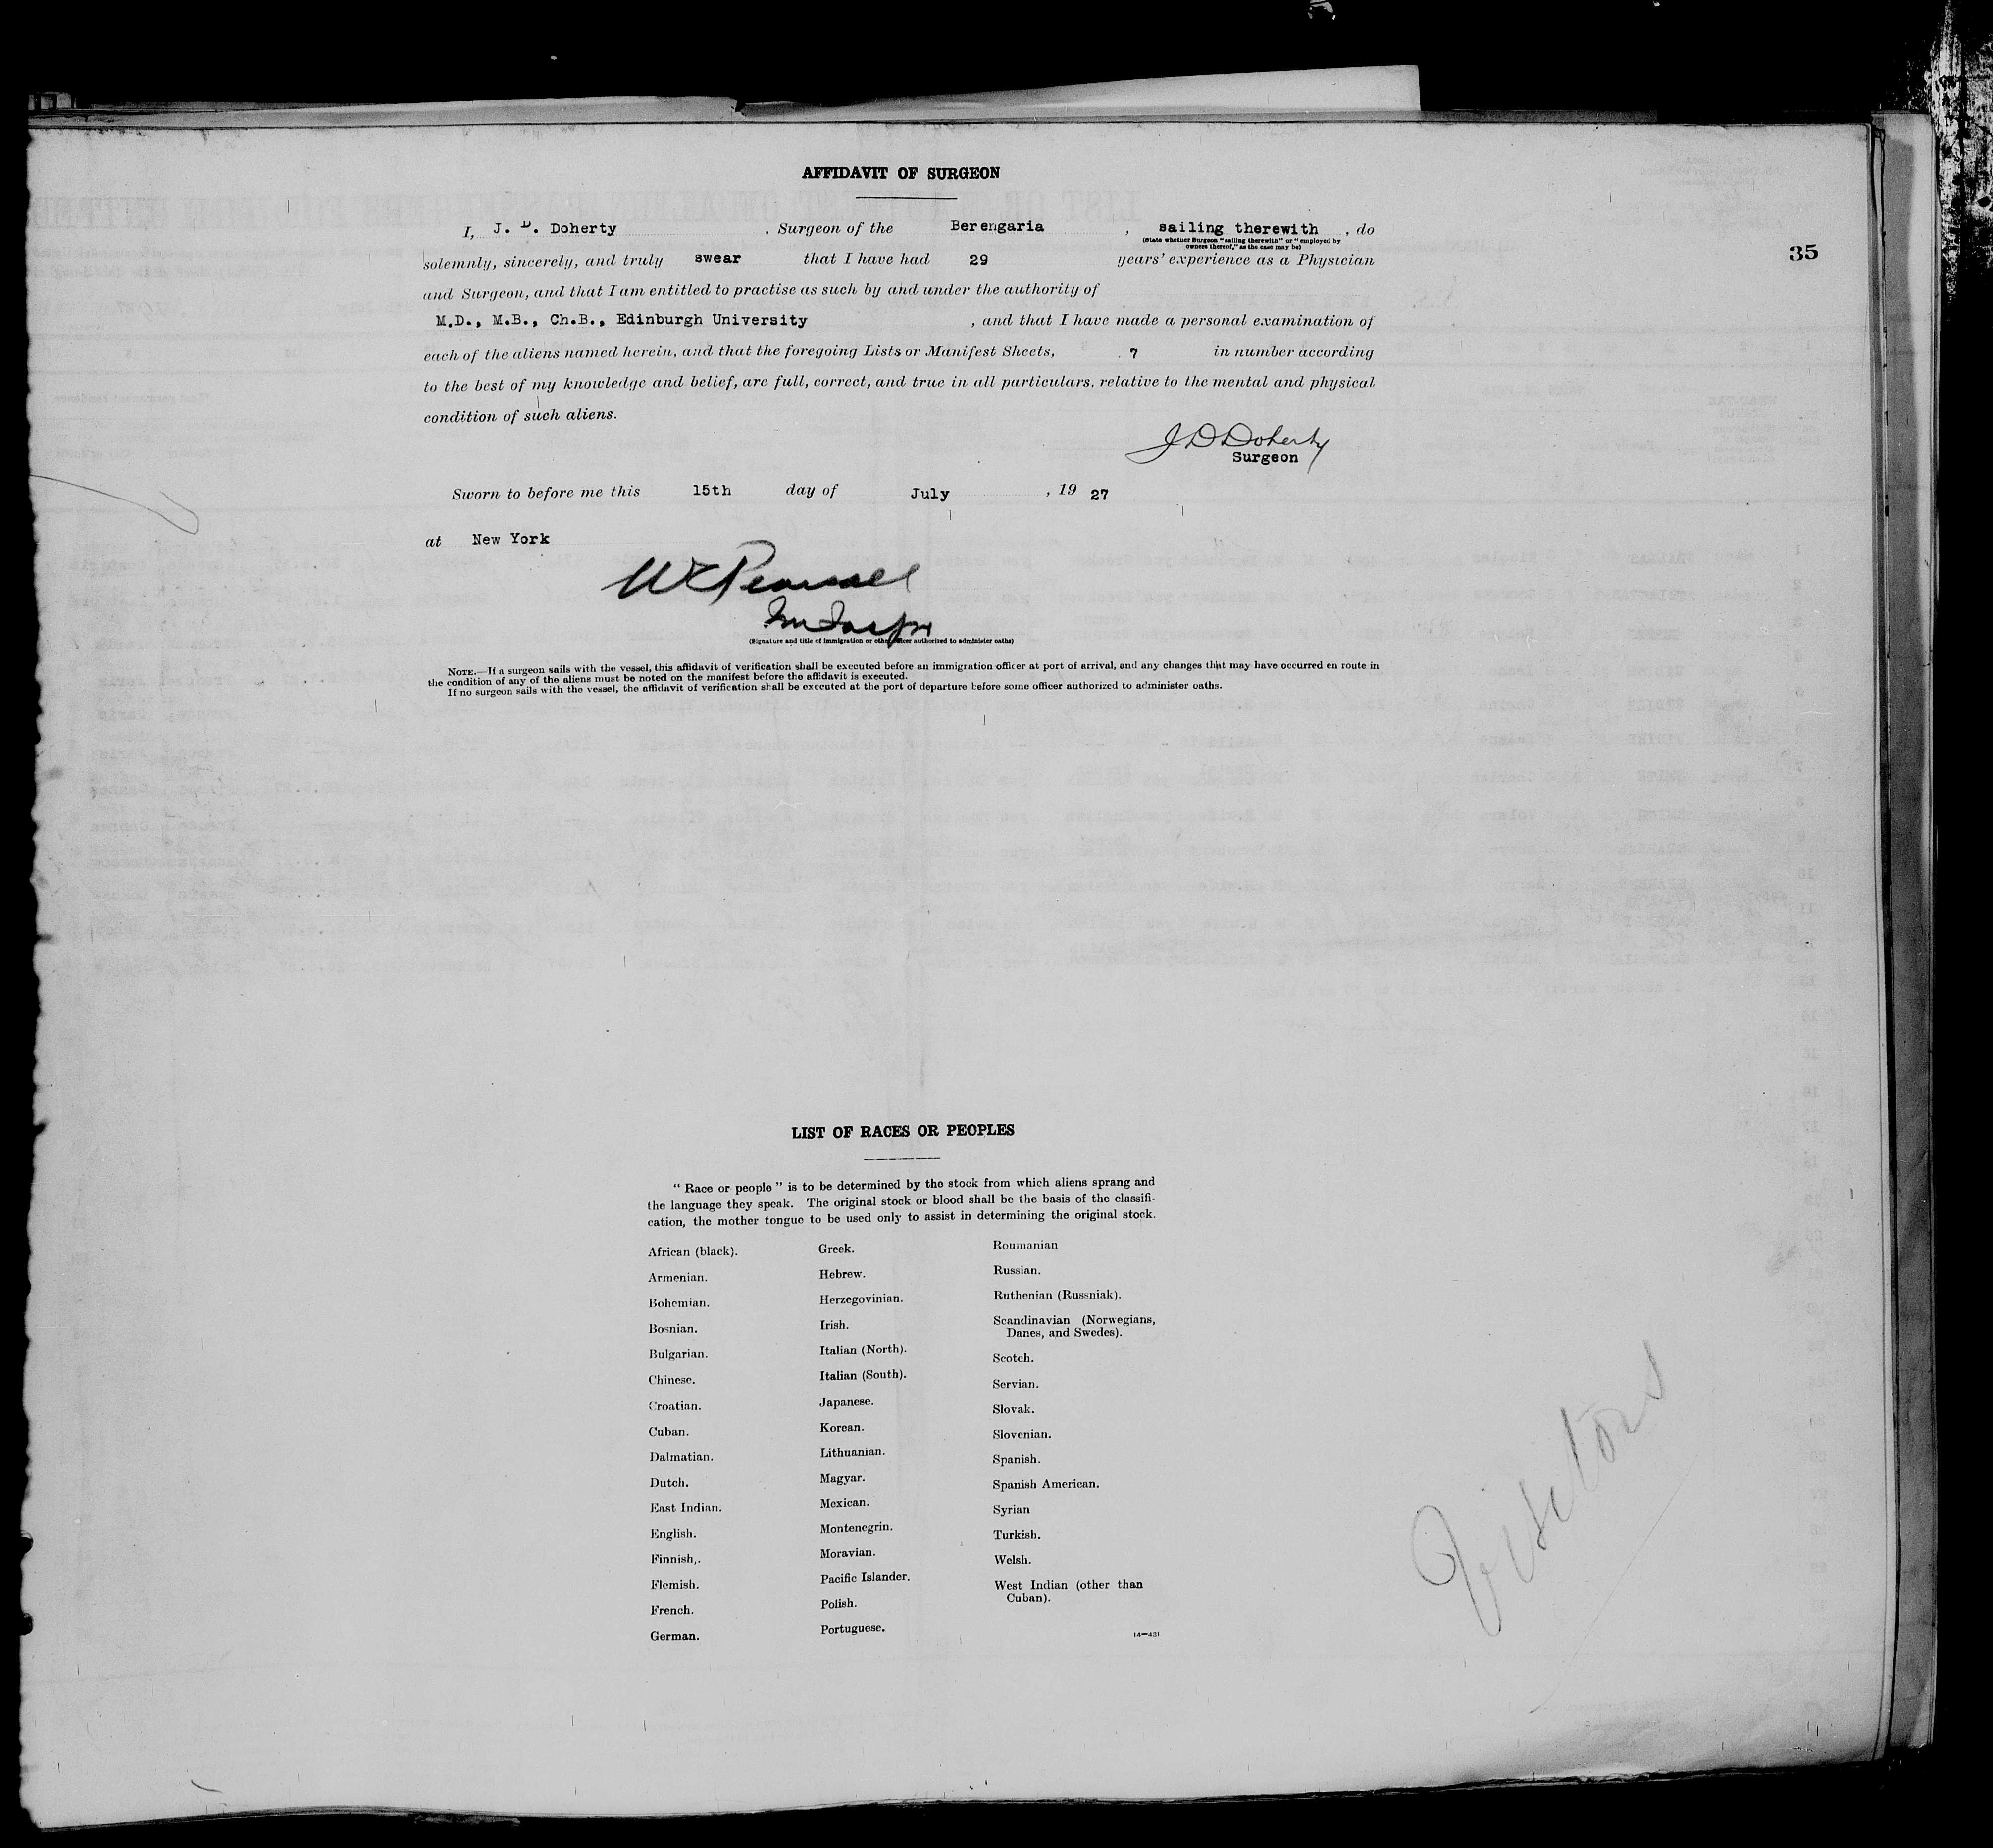 AFFIDAVIT OF SURGEON
I, J. D. Doherty, Surgeon of the Berengaria, sailing therewith, do
(State whether Surgeon "sailing therewith" or "employed by
owners thereof," as the case may be)
35
solemnly, sincerely, and truly swear that I have had 29 years' experience as a Physician
and Surgeon, and that I am entitled to practise as such by and under the authority of
M.D., M.B., Ch.B., Edinburgh University, and that I have made a personal examination of
each of the aliens named herein, and that the foregoing Lists or Manifest Sheets, 7 in number according
to the best of my knowledge and belief, are full, correct, and true in all particulars, relative to the mental and physical
condition of such aliens.
J D Doherty
Surgeon
Sworn to before me this 15th day of July, 19 27
at New York
(Signature and title of immigration or other officer authorized to administer oaths)
NOTE.—If a surgeon sails with the vessel, this affidavit of verification shall be executed before an immigration officer at port of arrival, and any changes that may have occurred en route in
the condition of any of the aliens must be noted on the manifest before the affidavit is executed.
If no surgeon sails with the vessel, the affidavit of verification shall be executed at the port of departure before some officer authorized to administer oaths.
LIST OF RACES OR PEOPLES
"Race or people" is to be determined by the stock from which aliens sprang and
the language they speak. The original stock or blood shall be the basis of the classifi-
cation, the mother tongue to be used only to assist in determining the original stock.
African (black).
Armenian.
Bohemian.
Bosnian.
Bulgarian.
Chinese.
Croatian.
Cuban.
Dalmatian.
Dutch.
East Indian.
English.
Finnish,.
Flemish.
French.
German.
Greek.
Hebrew.
Herzegovinian.
Irish.
Italian (North).
Italian (South).
Japanese.
Korean.
Lithuanian.
Magyar.
Mexican.
Montenegrin.
Moravian.
Pacific Islander.
Polish.
Portuguese.
Roumanian
Russian.
Ruthenian (Russniak).
Scandinavian (Norwegians,
Danes, and Swedes).
Scotch.
Servian.
Slovak.
Slovenian.
Spanish.
Spanish American.
Syrian
Turkish.
Welsh.
West Indian (other than
Cuban).
14—431
Visitors